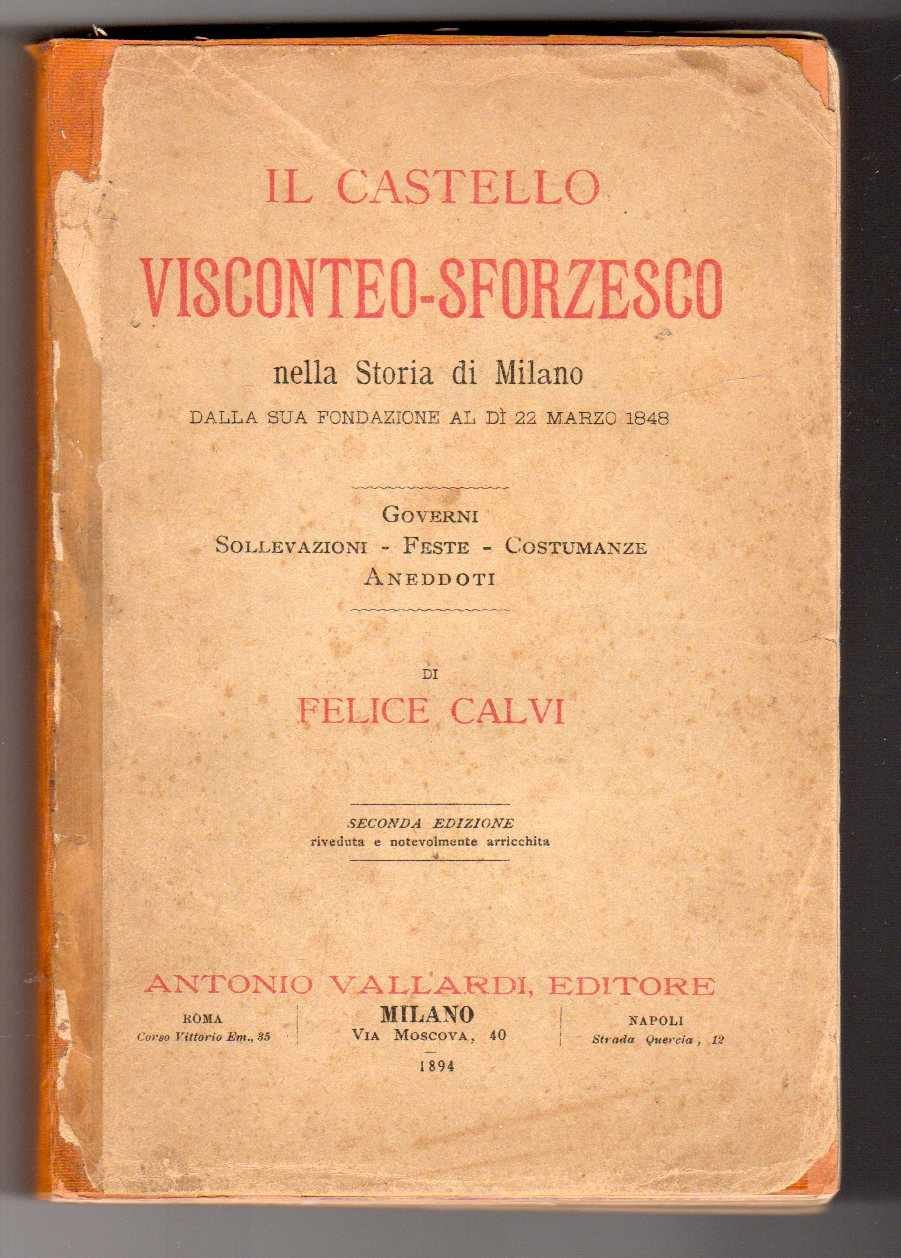 IL CASTELLO
VISCONTEO-SFORZESCO
nella Storia di Milano
DALLA SUA FONDAZIONE AL DÌ 22 MARZO 1848
GOVERNI
SOLLEVAZIONI - FESTE - COSTUMANZE
ANEDDOTI
DI
FELICE CALVI
SECONDA EDIZIONE
riveduta e notevolmente arricchita
ANTONIO VALLARDI, EDITORE
ROMA
Corso Vittorio Em., 35
MILANO
VIA MOSCOVA, 40
NAPOLI
Strada Quercia, 12
1894